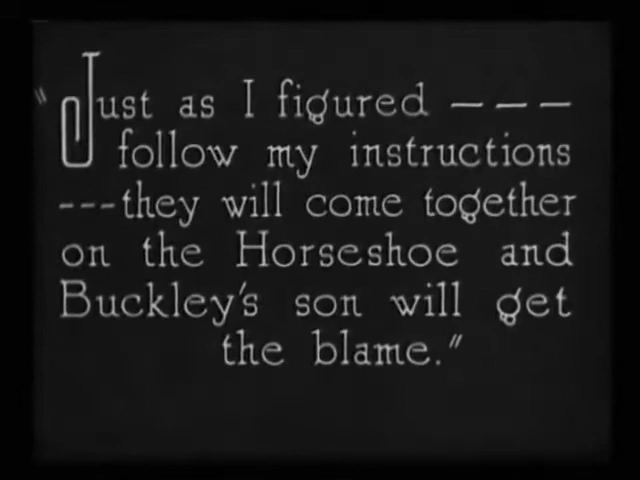 "Just as I figured — — —
follow my instructions
---they will come together
on the Horseshoe and
Buckley's son will get
the blame."